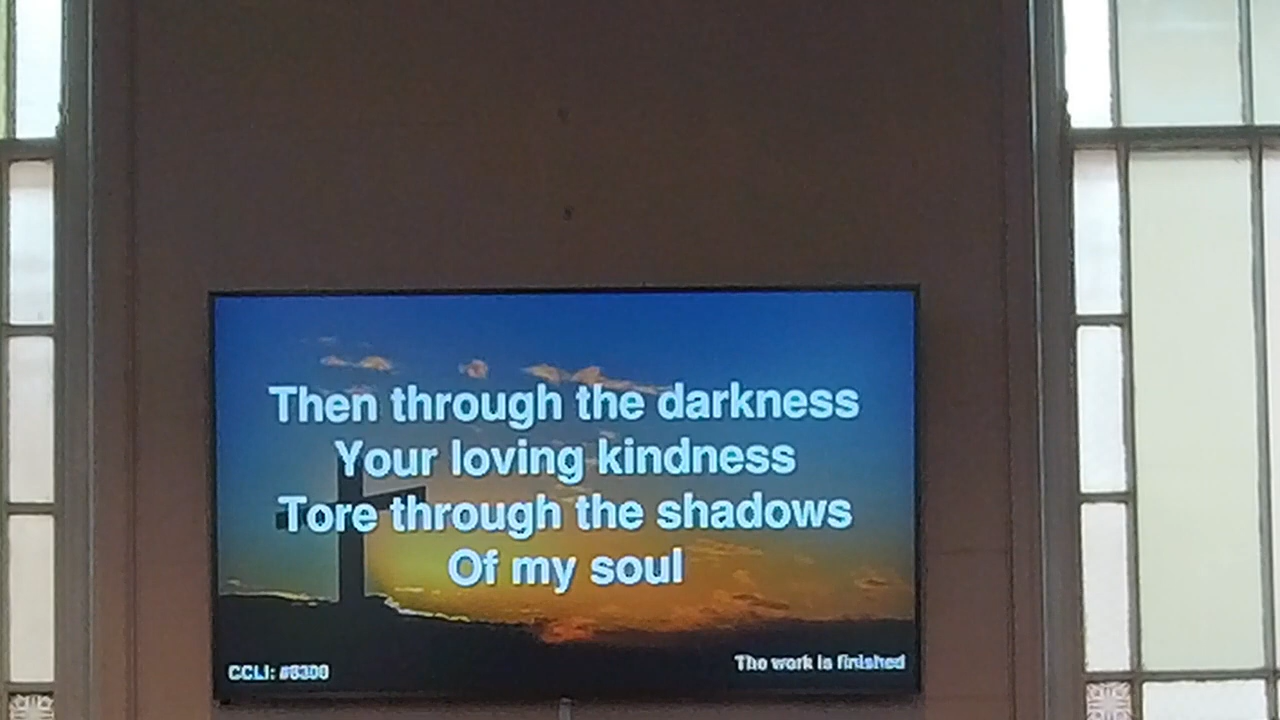 Then through the darkness
Your loving kindness
Tore through the shadows
Of my soul
CCLI:
The work is finished